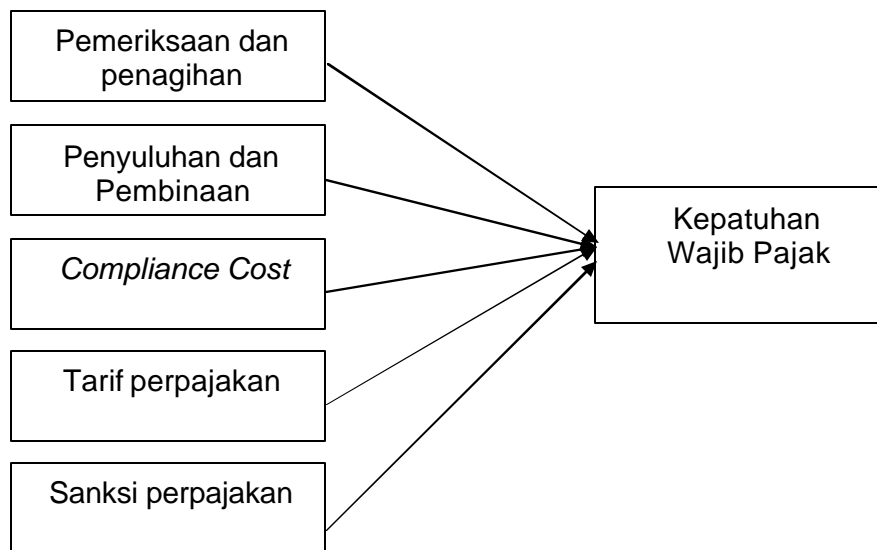 Pemeriksaan dan
penagihan
Penyuluhan dan
Pembinaan
Compliance Cost
Tarif perpajakan
Sanksi perpajakan
Kepatuhan
Wajib Pajak